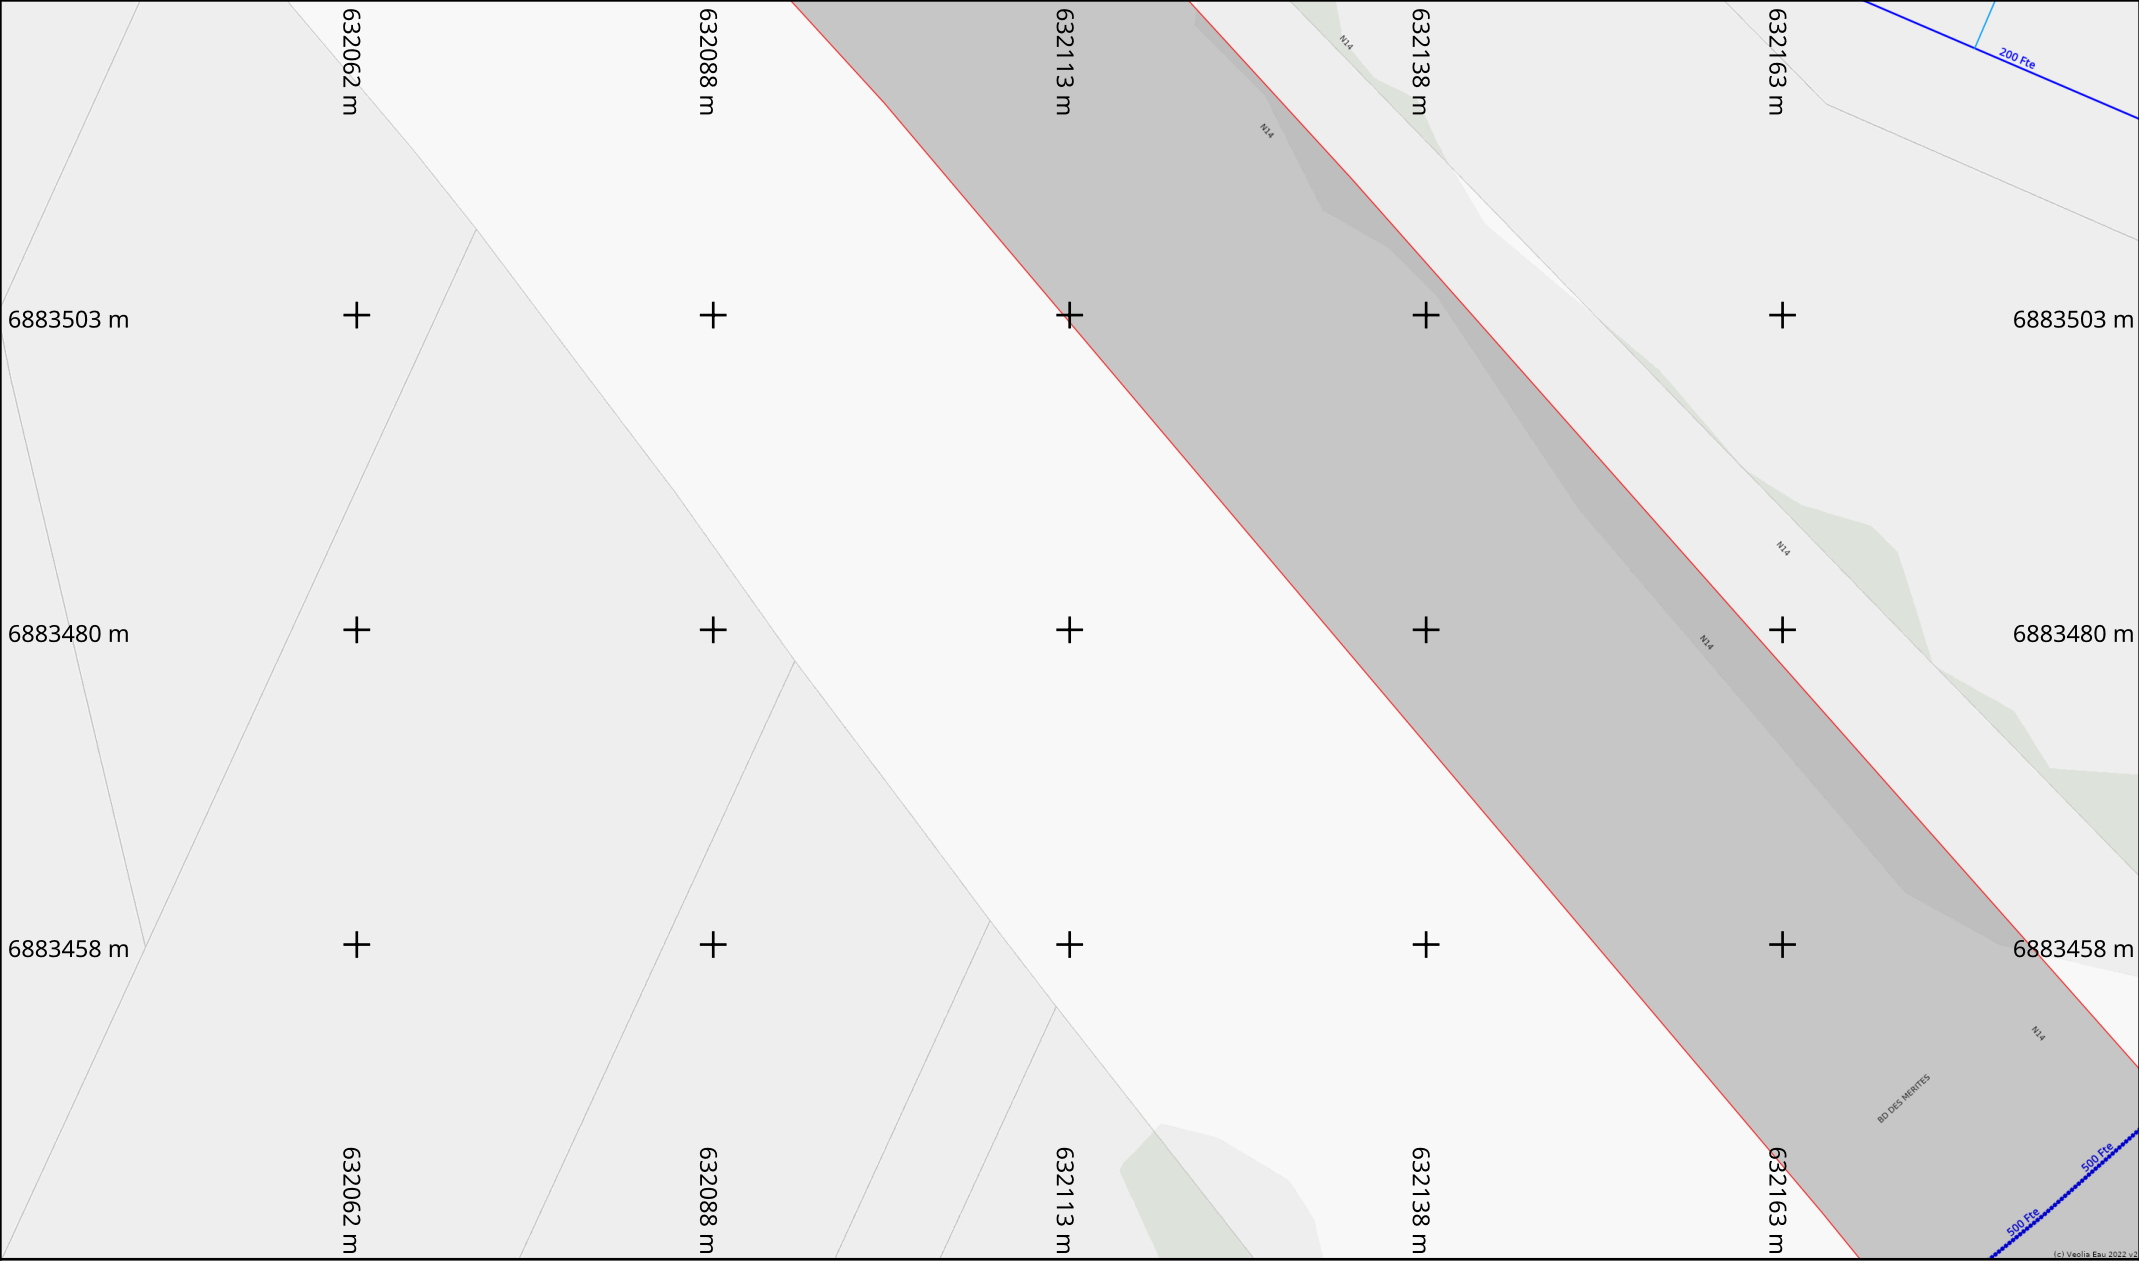 632062 m
632088 m
632113 m
632138 m
632163 m
200 Fte
N14
N14
6883503 m
6883503 m
N14
6883480 m
6883480 m
N14
6883458 m
6883458 m
N14
BD DES MERITES
500 Fte
500 Fte
632062 m
632088 m
632113 m
632138 m
632163 m
(c) Veolia Eau 2022 v2